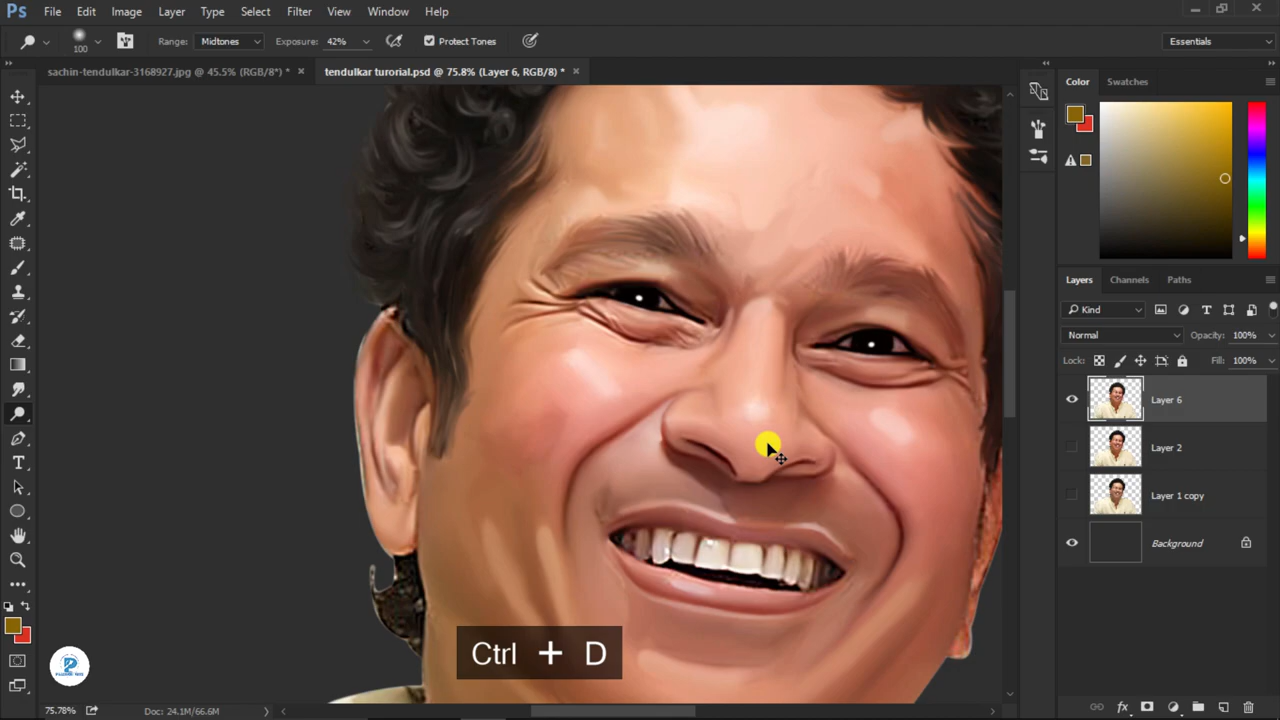 Ps File Edit Image Layer Type Select Filter View Window Help
100 Range: Midtones Exposure: 42% Protect Tones Essentials
sachin-tendulkar-3168927.jpg @ 45.5% (RGB/8*) * × tendulkar turorial.psd @ 75.8% (Layer 6, RGB/8) * ×
Color Swatches
Layers Channels Paths
Kind
Normal Opacity: 100%
Lock: Fill: 100%
Layer 6
Layer 2
Layer 1 copy
Background
Ctrl + D
75.78% Doc: 24.1M/66.6M